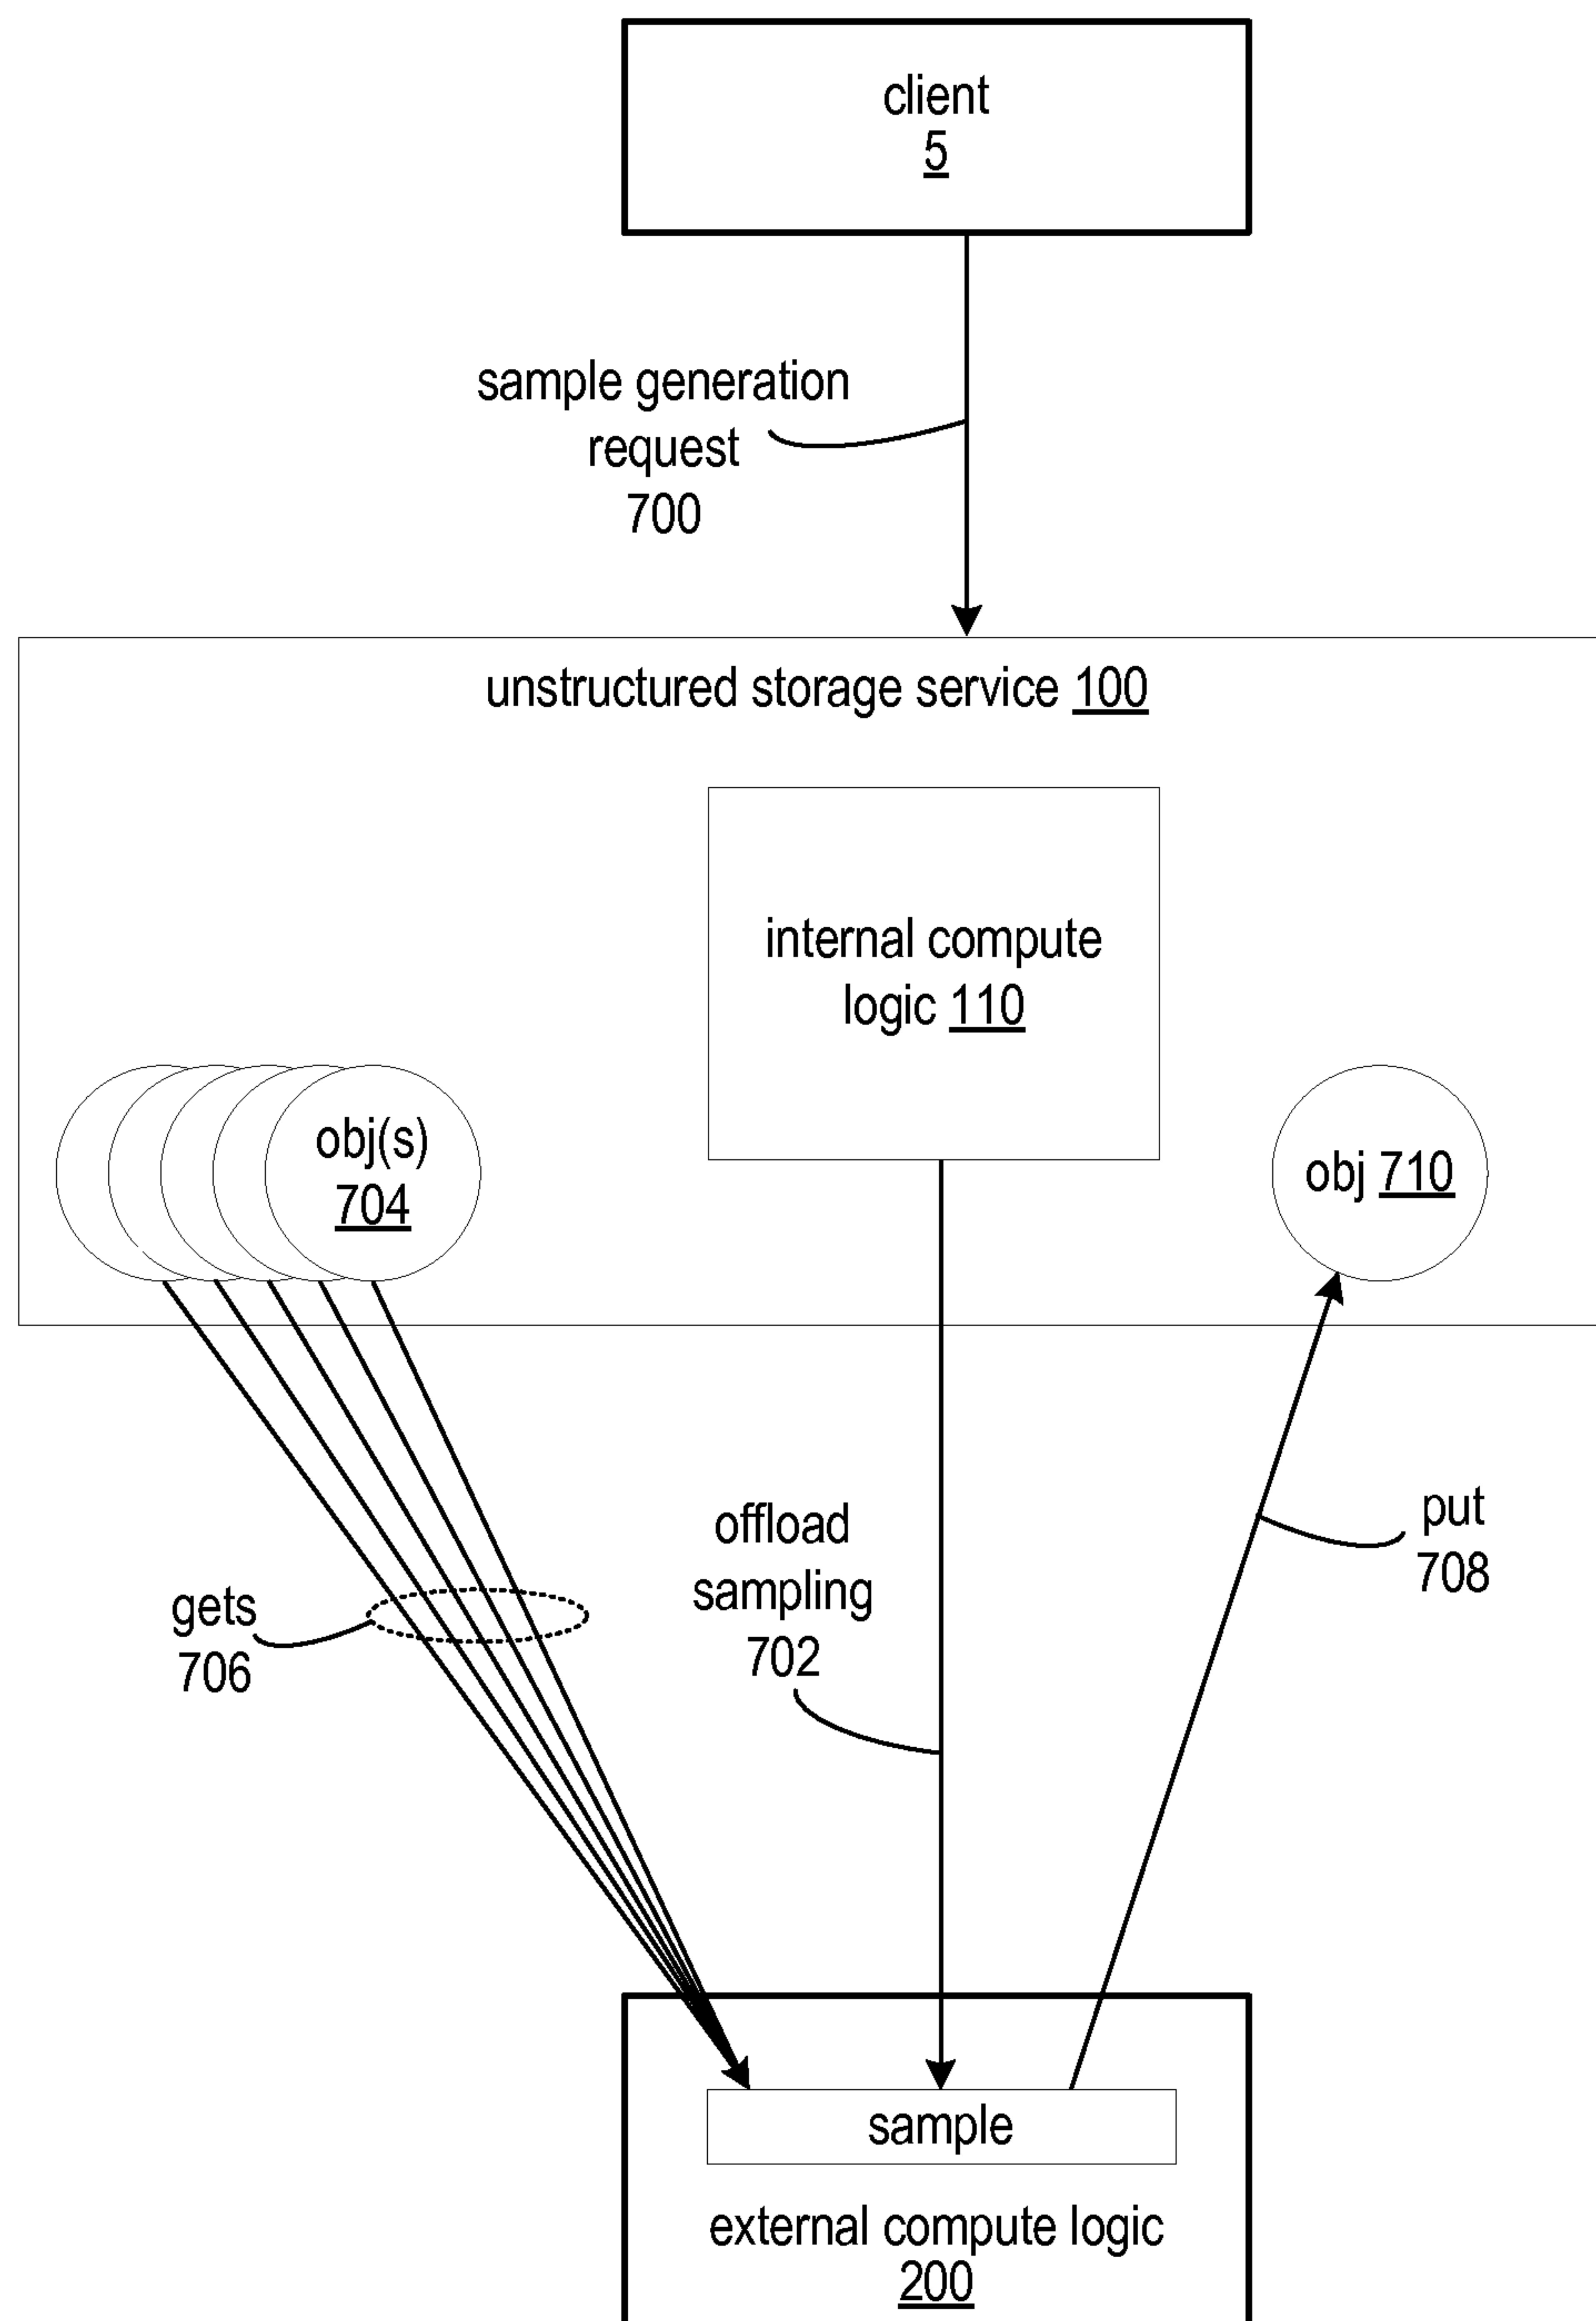 client
5
sample generation
request
700
unstructured storage service 100
internal compute
logic 110
obj(s)
704
obj 710
offload
sampling
702
put
708
gets
706
sample
external compute logic
200